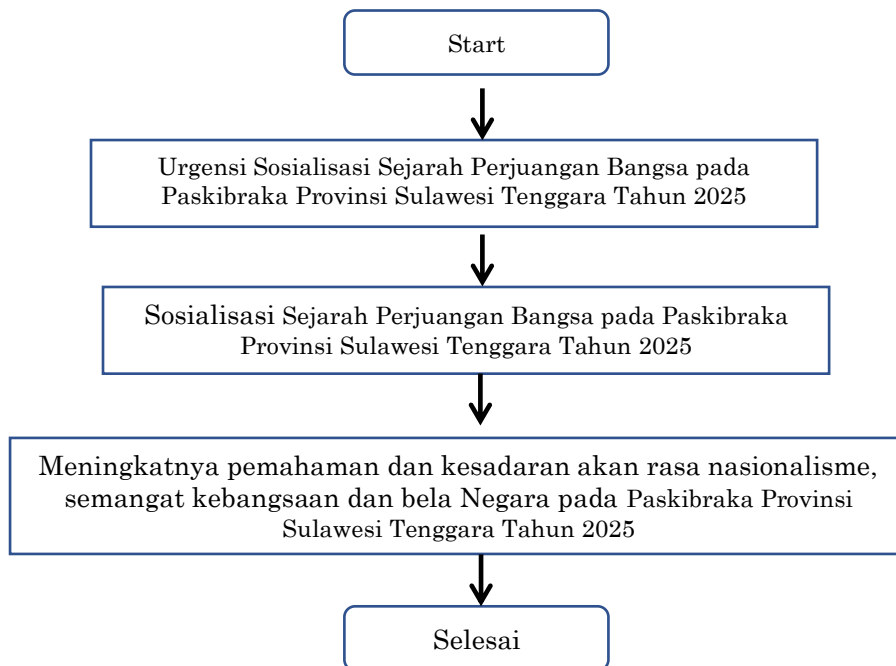 Start
Urgensi Sosialisasi Sejarah Perjuangan Bangsa pada
Paskibraka Provinsi Sulawesi Tenggara Tahun 2025
Sosialisasi Sejarah Perjuangan Bangsa pada Paskibraka
Provinsi Sulawesi Tenggara Tahun 2025
Meningkatnya pemahaman dan kesadaran akan rasa nasionalisme,
semangat kebangsaan dan bela Negara pada Paskibraka Provinsi
Sulawesi Tenggara Tahun 2025
Selesai